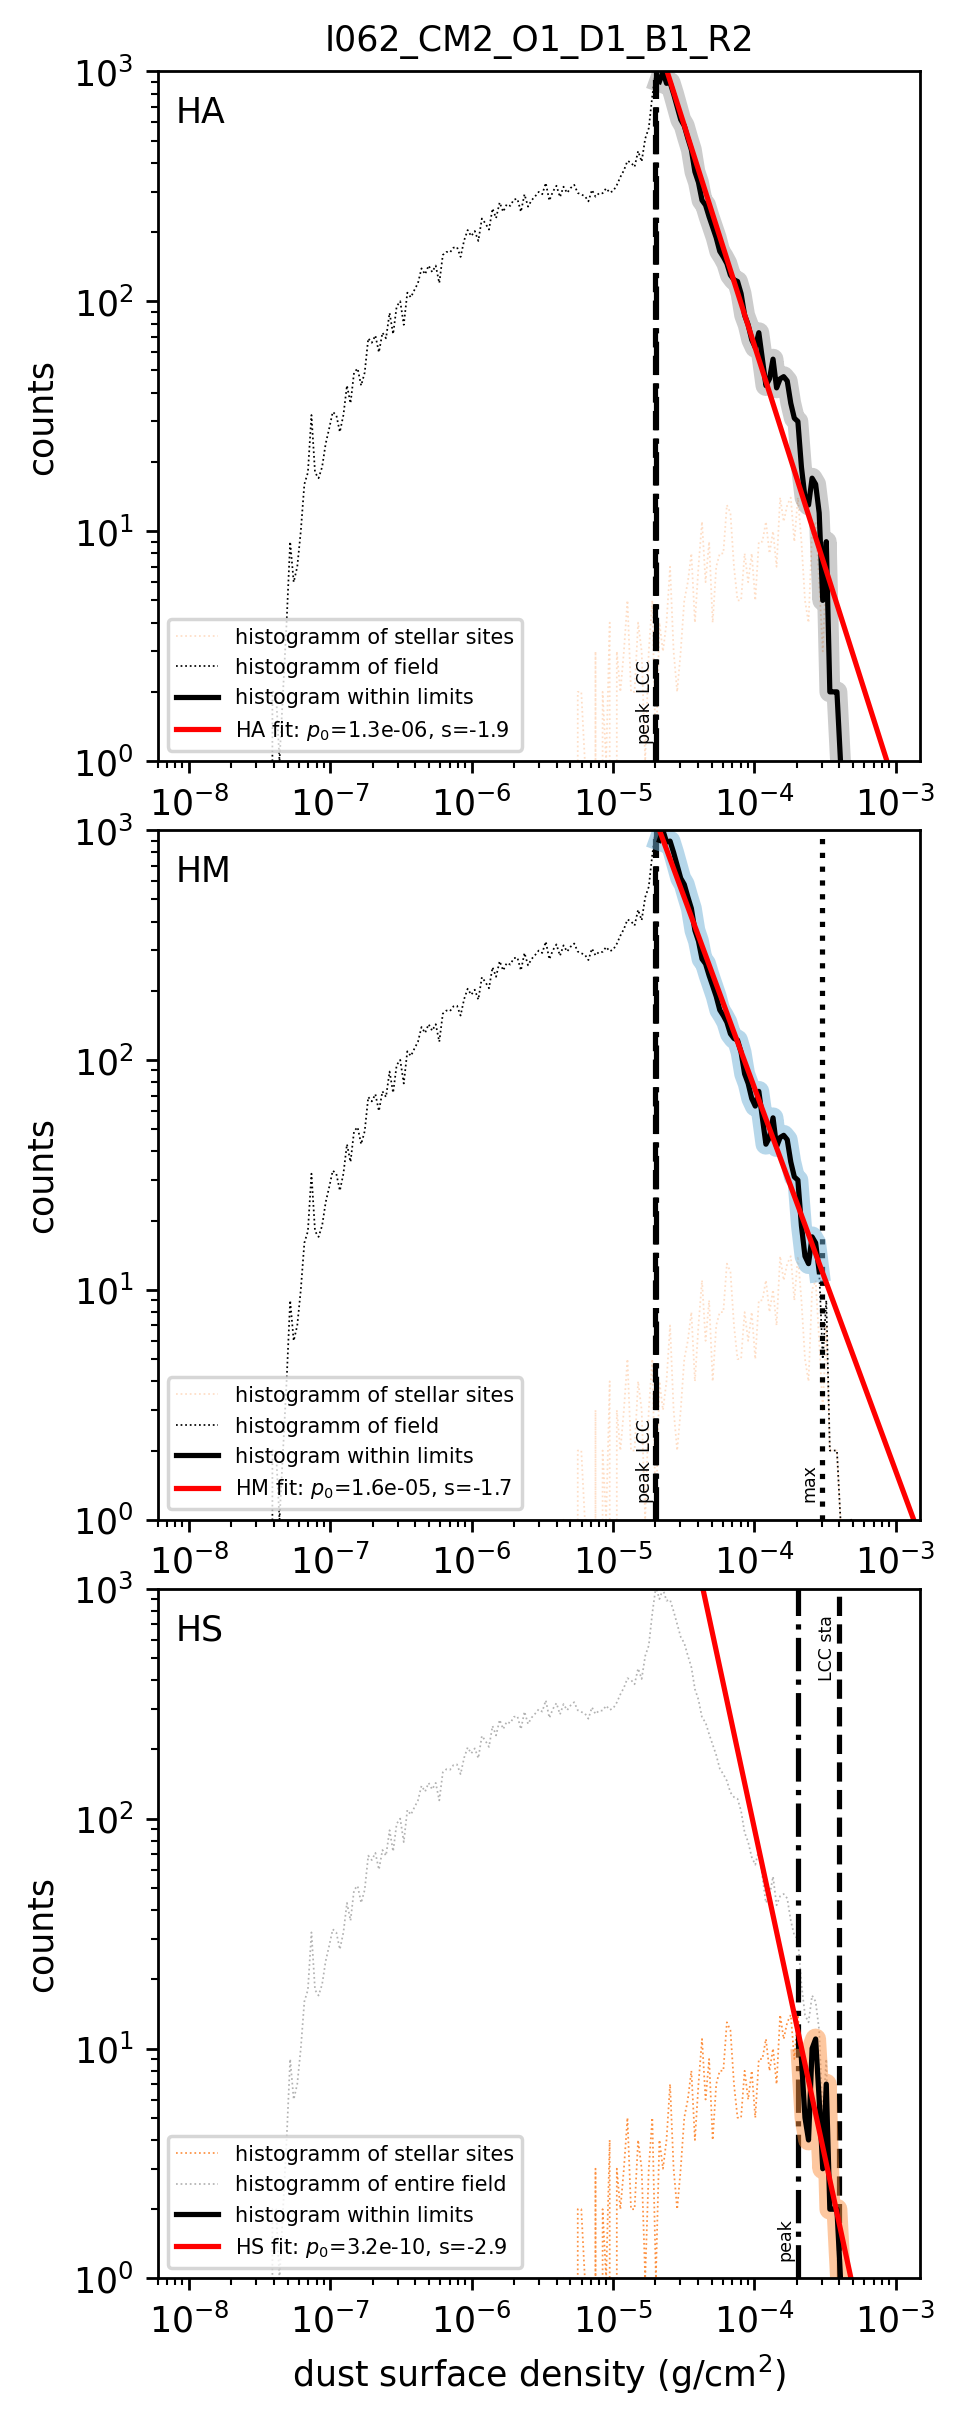 I062_CM2_O1_D1_B1_R2
HA
counts
10³
10²
10¹
10⁰
peak LCC
histogramm of stellar sites
histogramm of field
histogram within limits
HA fit: p₀=1.3e-06, s=-1.9
10⁻⁸ 10⁻⁷ 10⁻⁶ 10⁻⁵ 10⁻⁴ 10⁻³
HM
counts
10³
10²
10¹
10⁰
peak LCC
max
histogramm of stellar sites
histogramm of field
histogram within limits
HM fit: p₀=1.6e-05, s=-1.7
10⁻⁸ 10⁻⁷ 10⁻⁶ 10⁻⁵ 10⁻⁴ 10⁻³
HS
counts
10³
10²
10¹
10⁰
LCC sta
peak
histogramm of stellar sites
histogramm of entire field
histogram within limits
HS fit: p₀=3.2e-10, s=-2.9
10⁻⁸ 10⁻⁷ 10⁻⁶ 10⁻⁵ 10⁻⁴ 10⁻³
dust surface density (g/cm²)